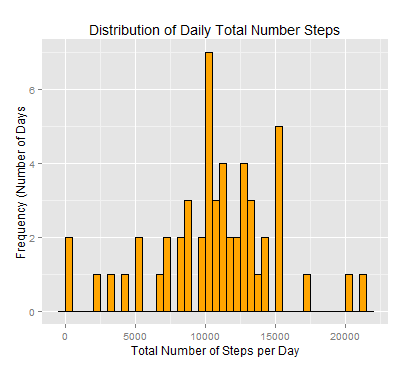 Distribution of Daily Total Number Steps
Frequency (Number of Days
6
4
2
0
0 5000 10000 15000 20000
Total Number of Steps per Day